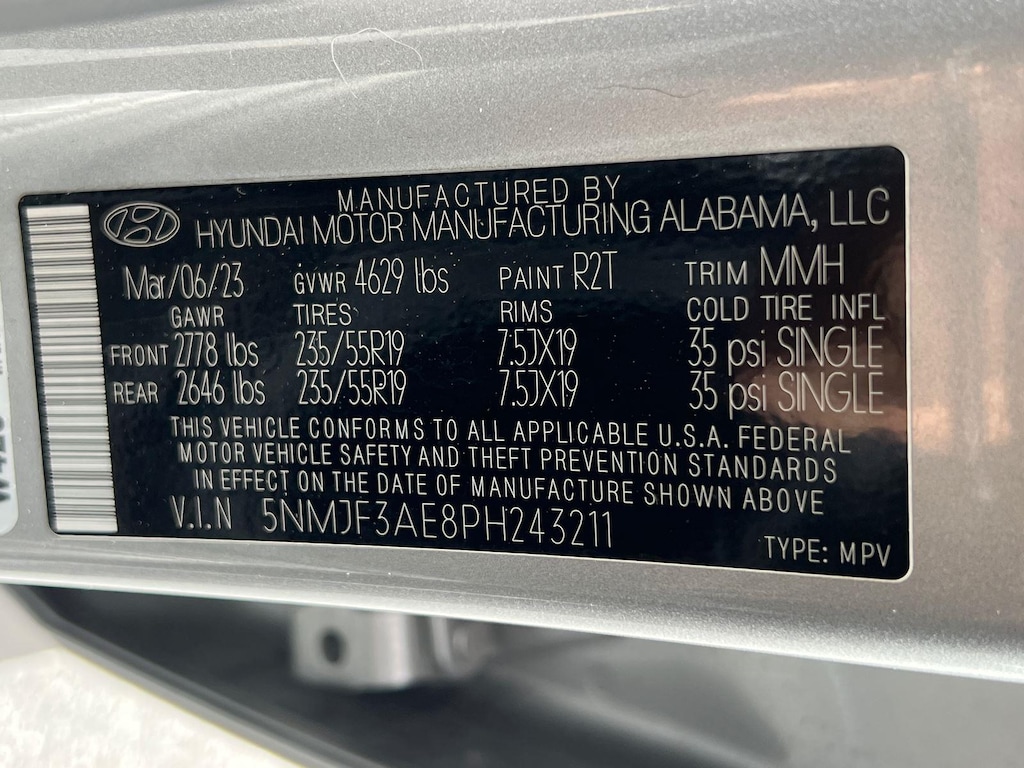 MANUFACTURED BY
HYUNDAI MOTOR MANUFACTURING ALABAMA, LLC
Mar/06/23 GVWR 4629 lbs PAINT R2T TRIM MMH
GAWR TIRES RIMS COLD TIRE INFL
FRONT 2778 lbs 235/55R19 7.5JX19 35 psi SINGLE
REAR 2646 lbs 235/55R19 7.5JX19 35 psi SINGLE
THIS VEHICLE CONFORMS TO ALL APPLICABLE U.S.A. FEDERAL
MOTOR VEHICLE SAFETY AND THEFT PREVENTION STANDARDS
IN EFFECT ON THE DATE OF MANUFACTURE SHOWN ABOVE
V.I.N 5NMJF3AE8PH243211
TYPE: MPV